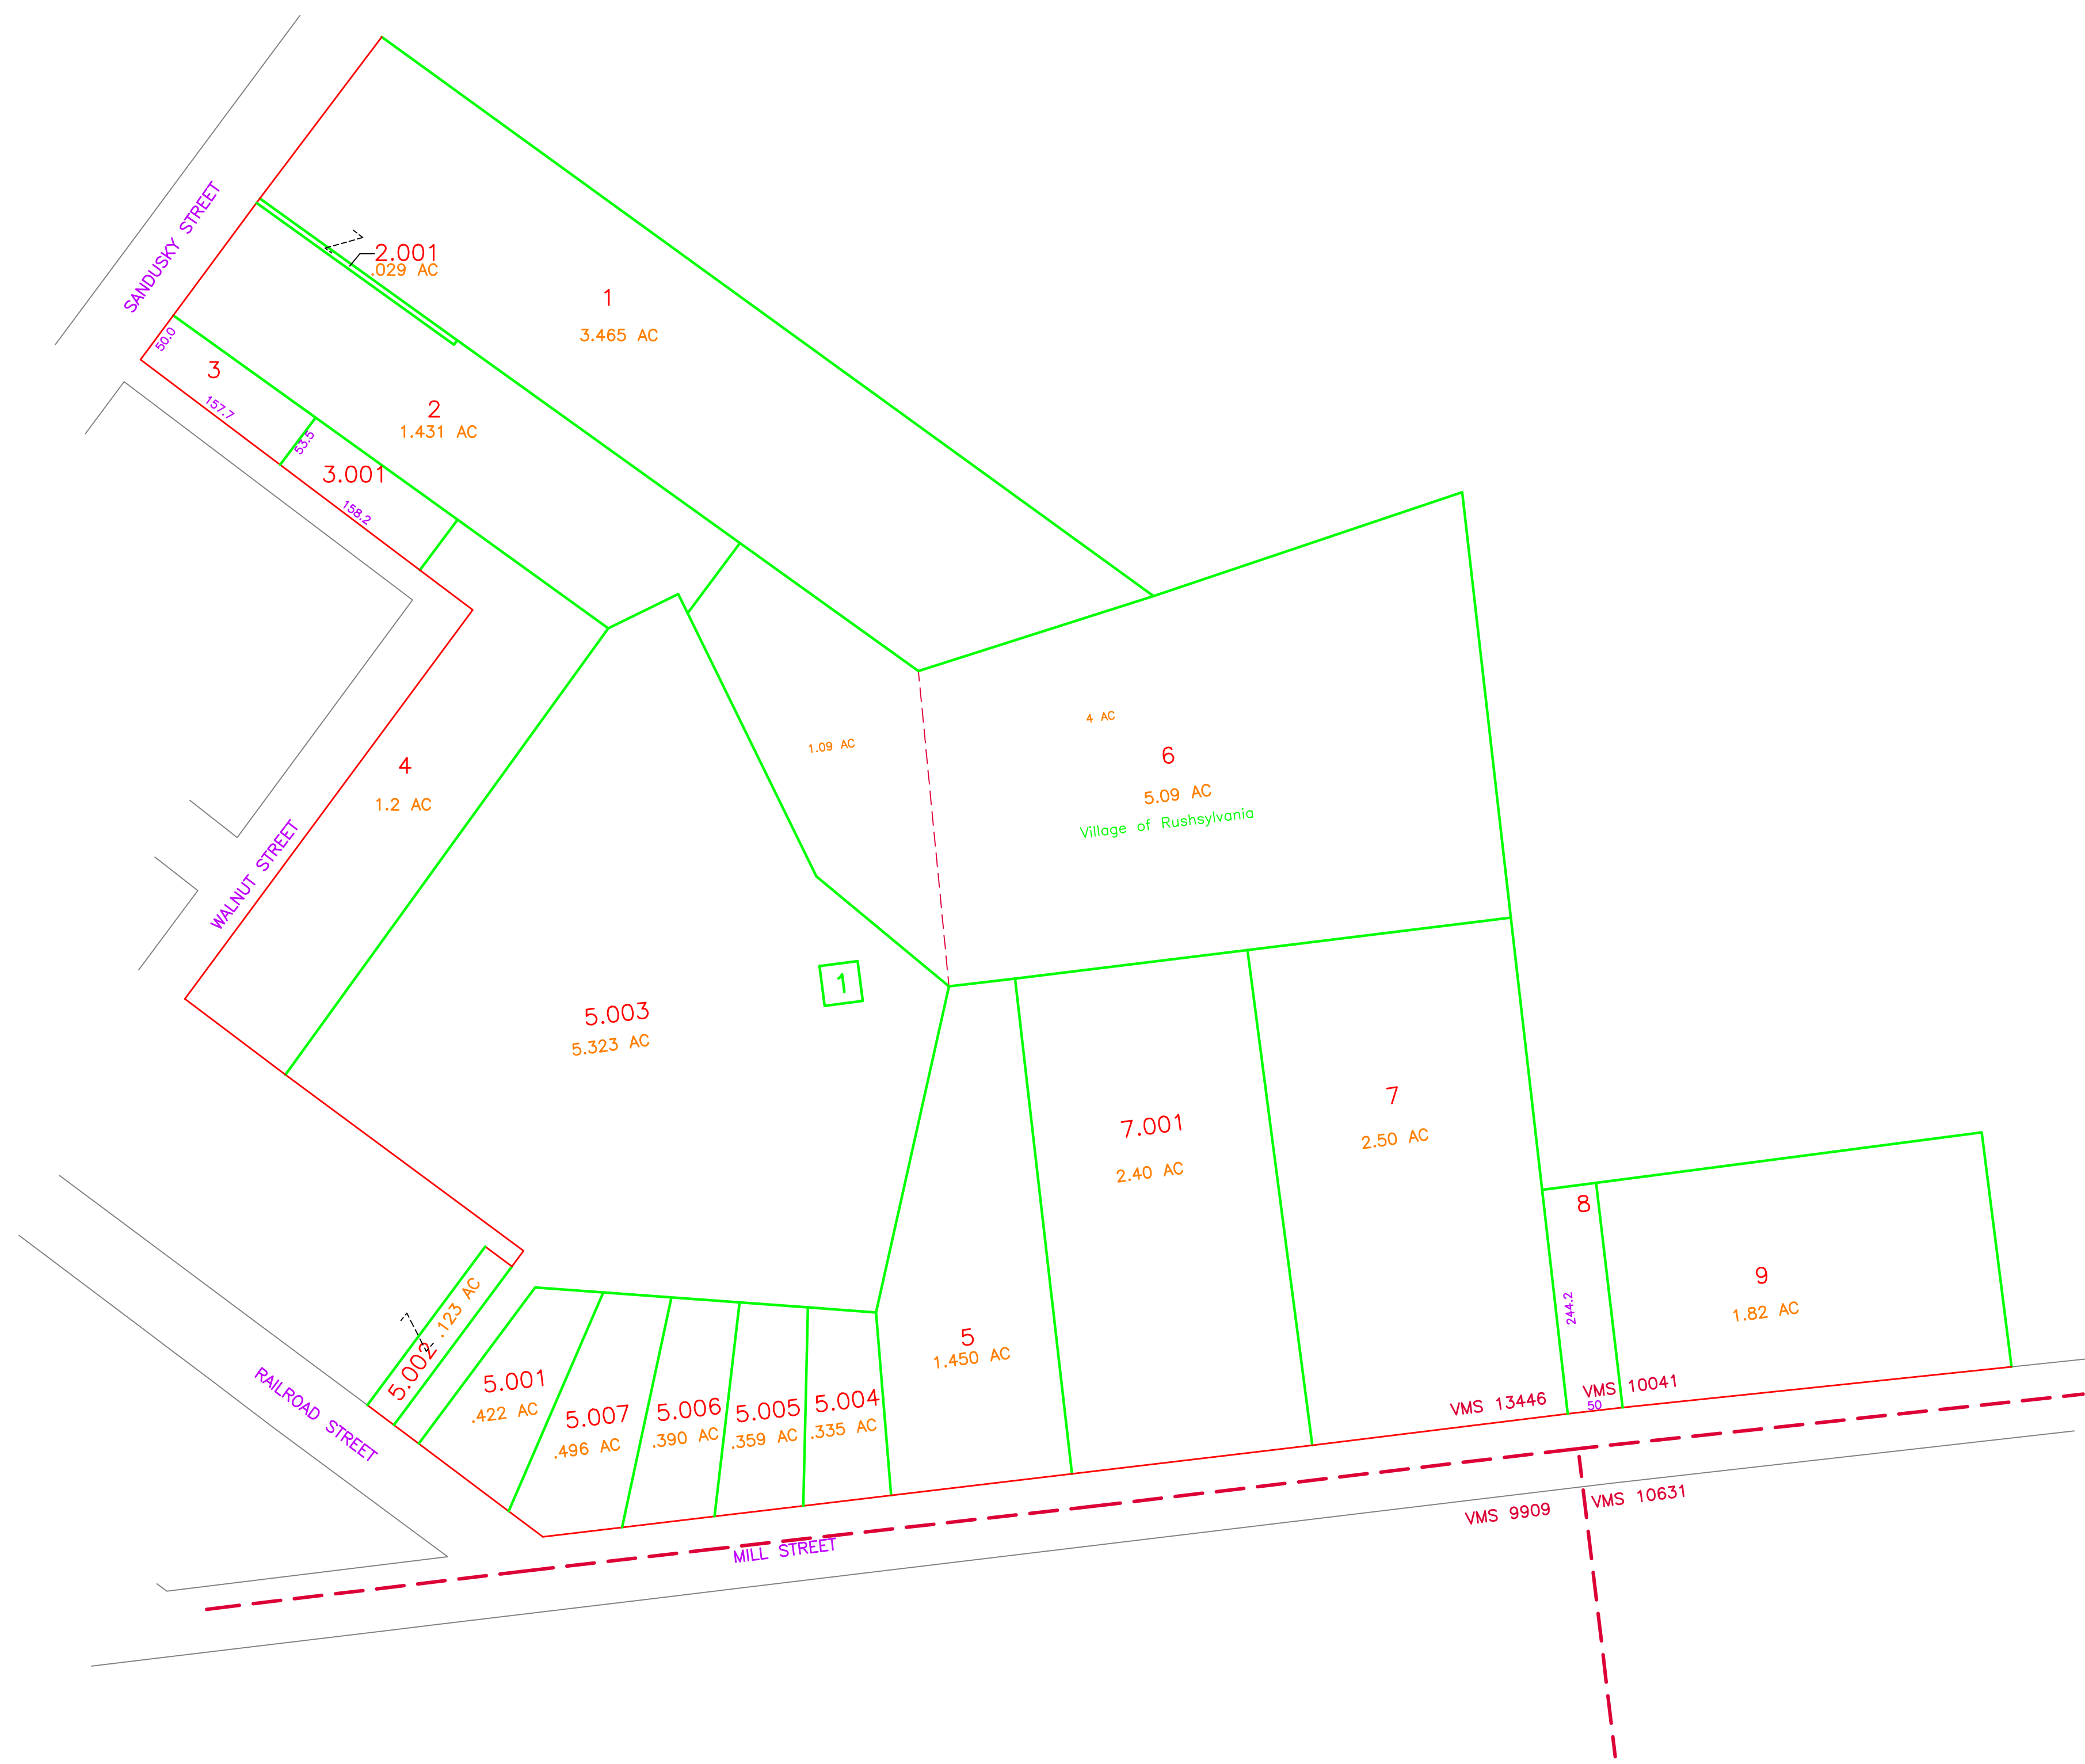 SANDUSKY STREET
2.001
.029 AC
1
3.465 AC
50.0
3
157.7
2
1.431 AC
53.5
3.001
158.2
4
1.2 AC
WALNUT STREET
1.09 AC
4 AC
6
5.09 AC
Village of Rushsylvania
1
5.003
5.323 AC
7.001
2.40 AC
7
2.50 AC
8
244.2
50
9
1.82 AC
5.002
.123 AC
5.001
.422 AC
5.007
.496 AC
5.006
.390 AC
5.005
.359 AC
5.004
.335 AC
5
1.450 AC
RAILROAD STREET
MILL STREET
VMS 13446
VMS 10041
VMS 9909
VMS 10631